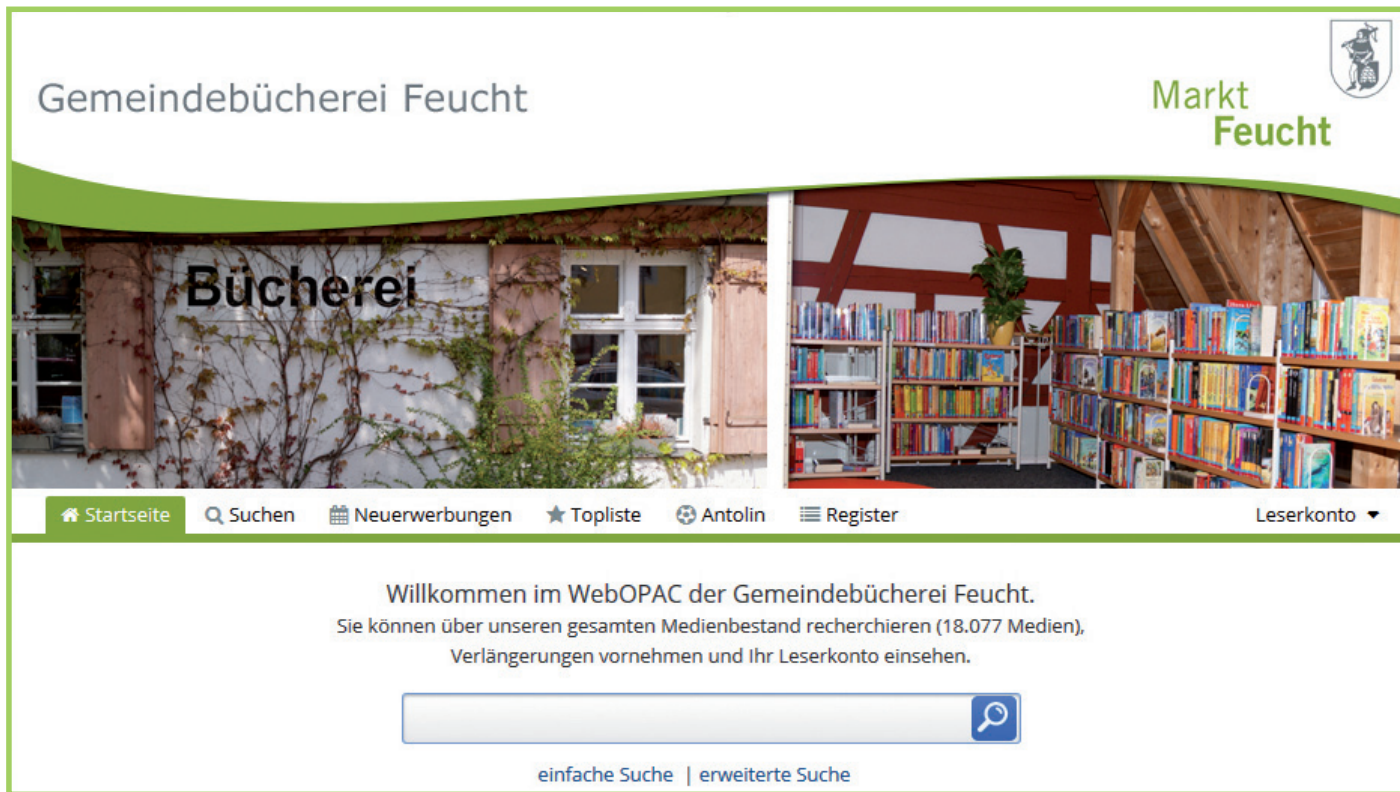 Gemeindebücherei Feucht
Markt
Feucht
Bücherei
Startseite Suchen Neuerwerbungen Topliste Antolin Register Leserkonto
Willkommen im WebOPAC der Gemeindebücherei Feucht.
Sie können über unseren gesamten Medienbestand recherchieren (18.077 Medien),
Verlängerungen vornehmen und Ihr Leserkonto einsehen.
einfache Suche | erweiterte Suche